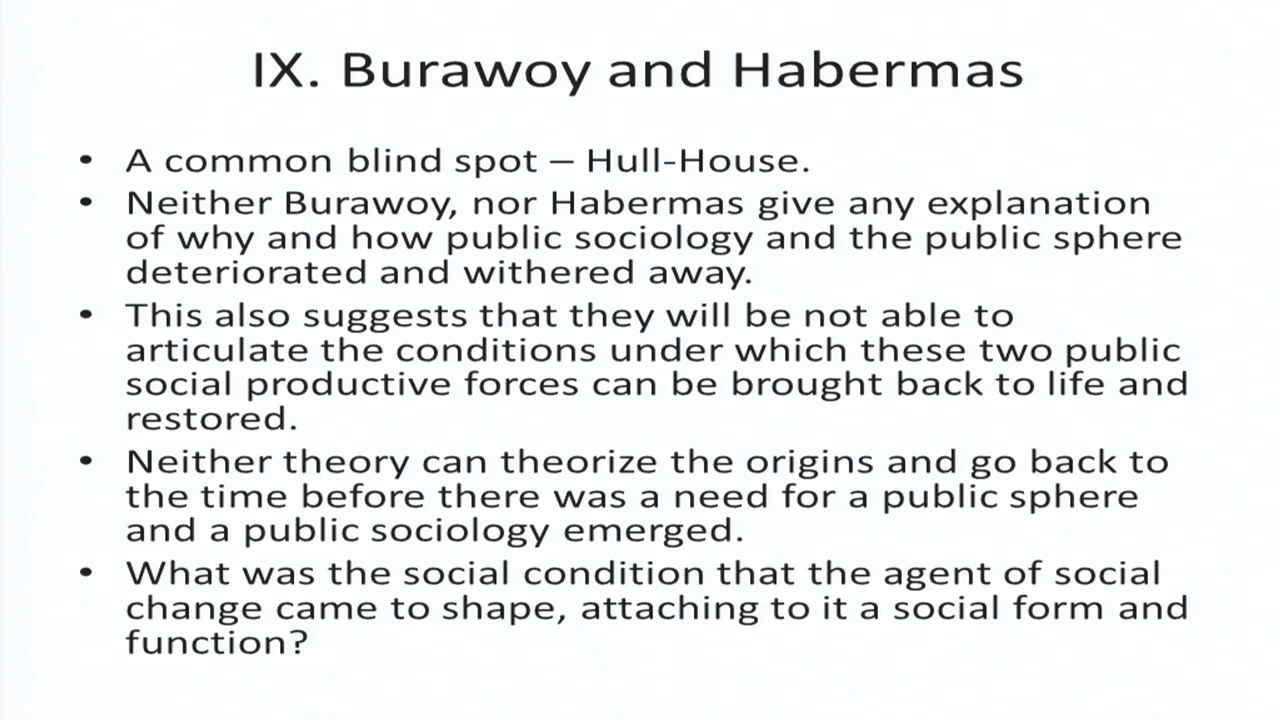 IX. Burawoy and Habermas
• A common blind spot – Hull-House.
• Neither Burawoy, nor Habermas give any explanation
of why and how public sociology and the public sphere
deteriorated and withered away.
• This also suggests that they will be not able to
articulate the conditions under which these two public
social productive forces can be brought back to life and
restored.
• Neither theory can theorize the origins and go back to
the time before there was a need for a public sphere
and a public sociology emerged.
• What was the social condition that the agent of social
change came to shape, attaching to it a social form and
function?